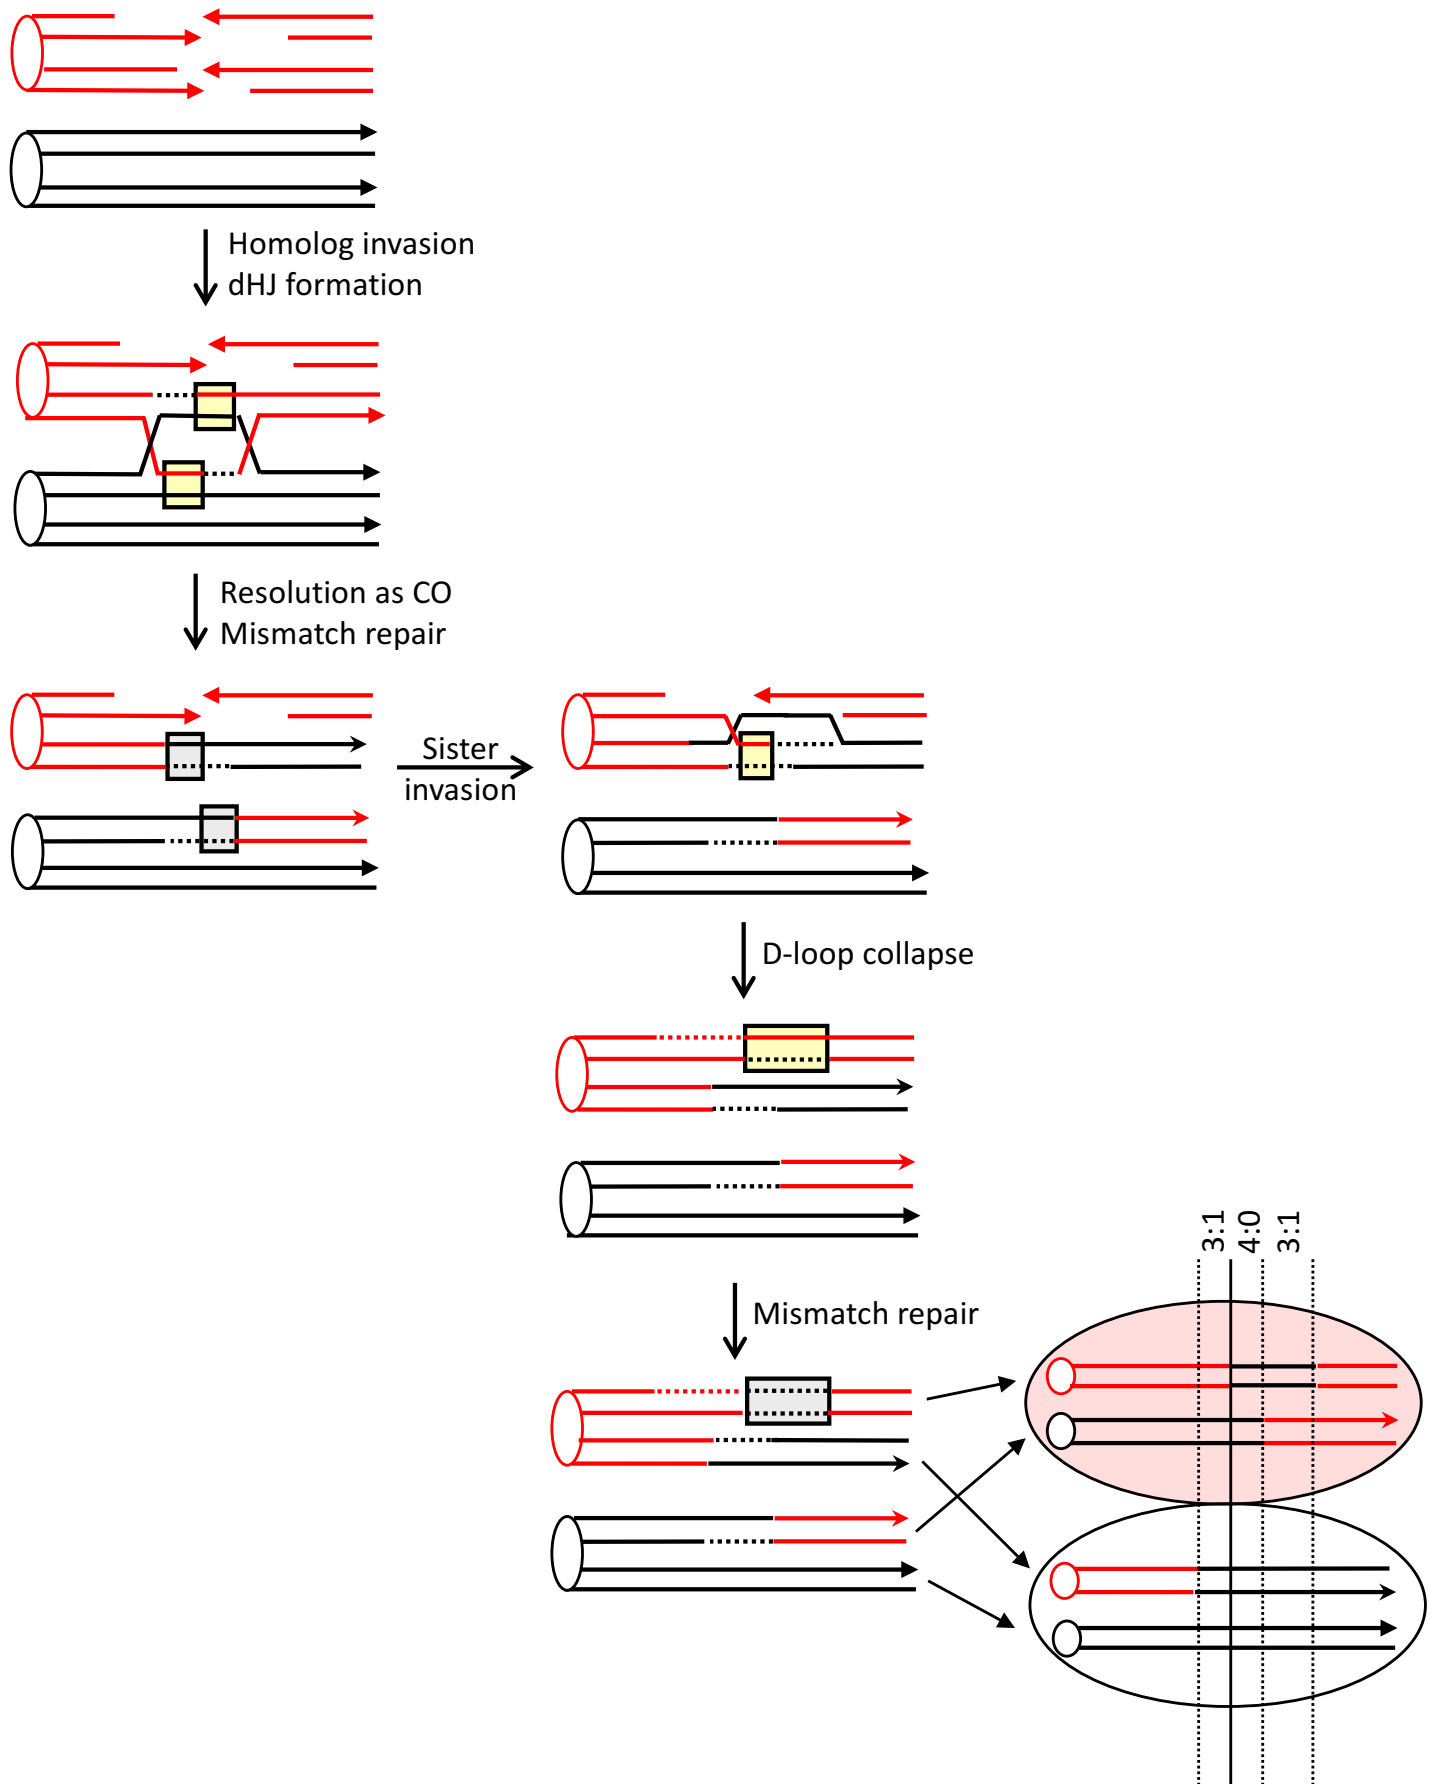 Homolog invasion
dHJ formation
Resolution as CO
Mismatch repair
Sister
invasion
D-loop collapse
3:1
4:0
3:1
Mismatch repair